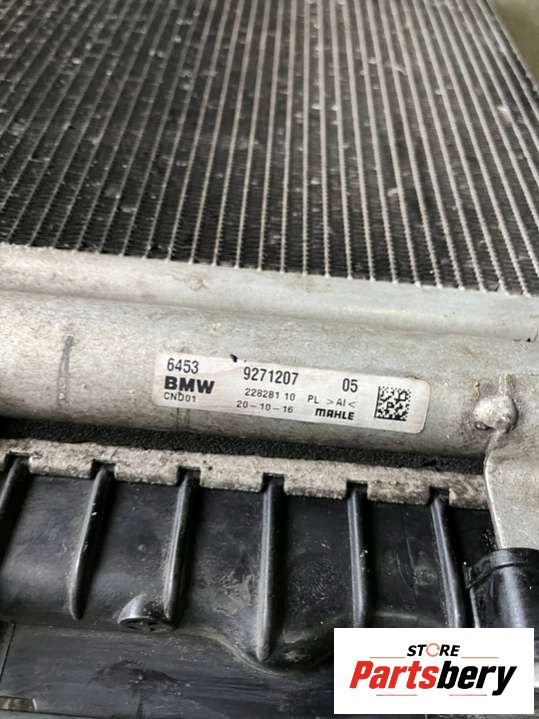 6453 9271207 05
BMW 228281 10 PL >Al<
CND01 20-10-16 MAHLE
STORE
Partsbery